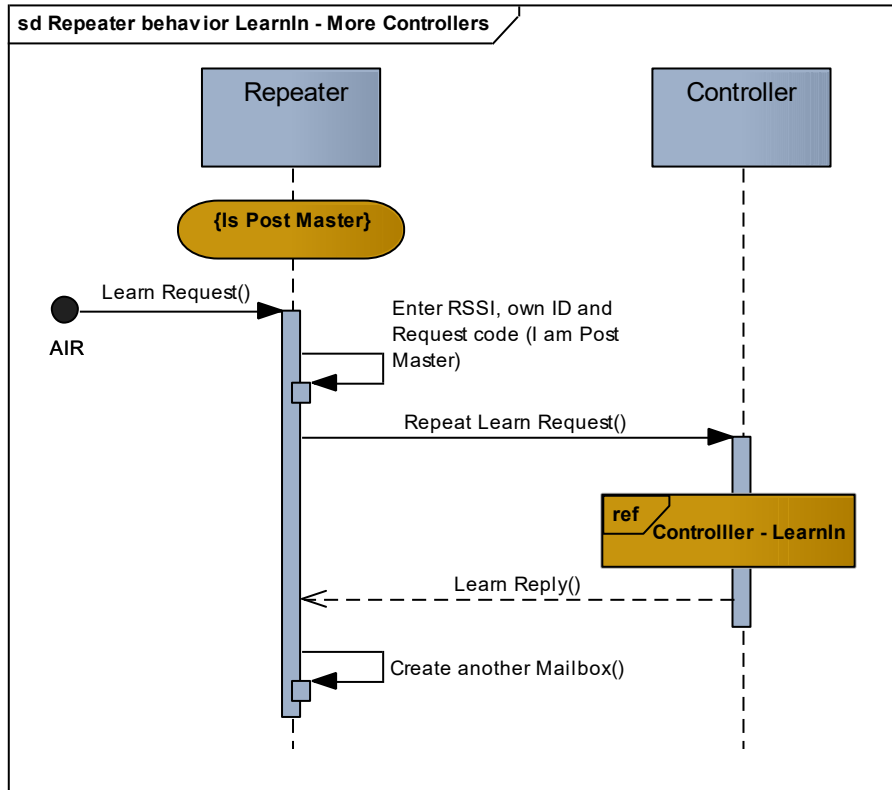 sd Repeater behavior LearnIn - More Controllers
Repeater
Controller
{Is Post Master}
Learn Request()
AIR
Enter RSSI, own ID and
Request code (I am Post
Master)
Repeat Learn Request()
ref
Controlller - LearnIn
Learn Reply()
Create another Mailbox()